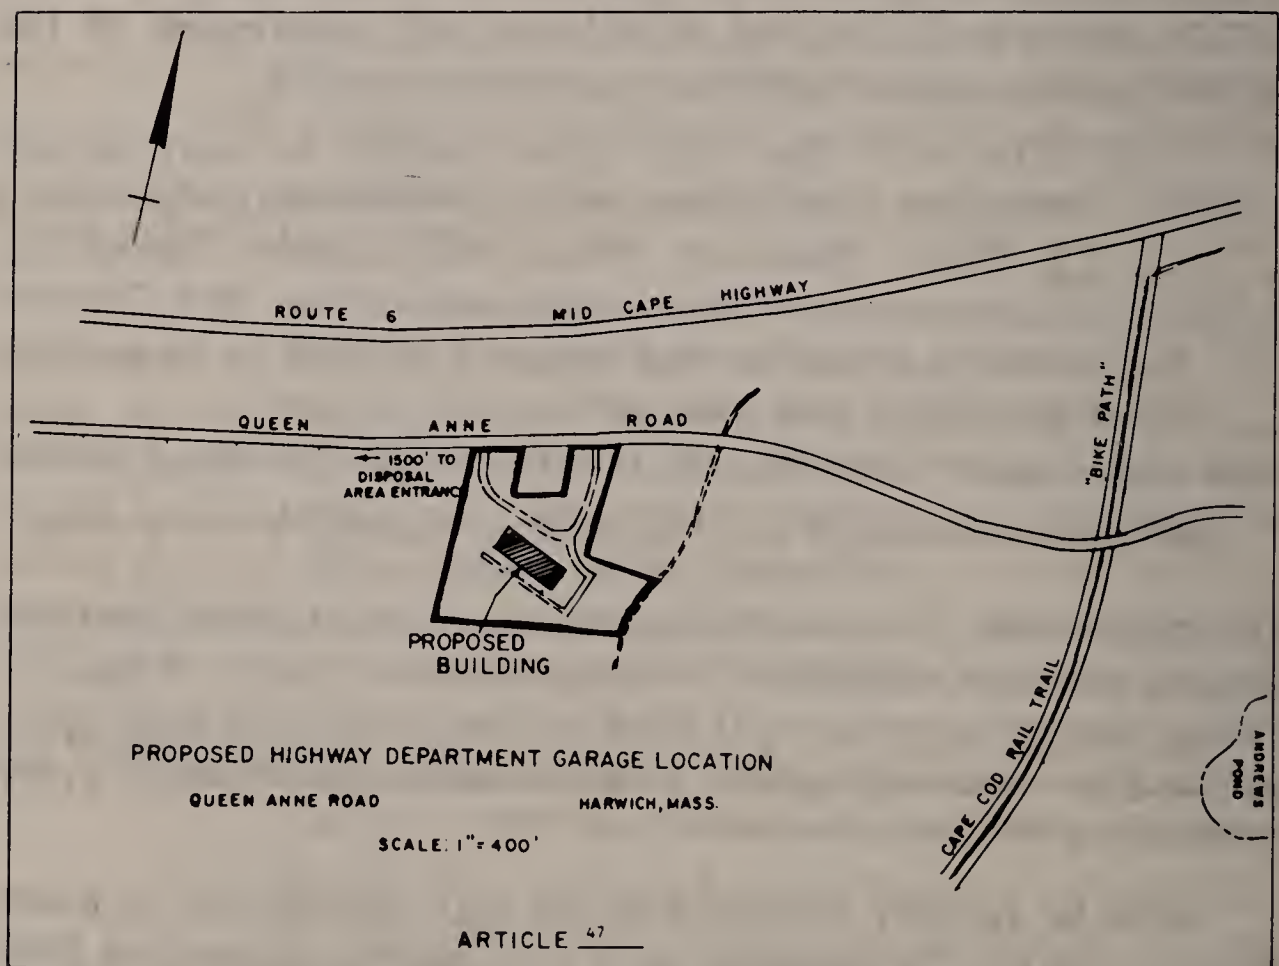 ROUTE 6 MID CAPE HIGHWAY
QUEEN ANNE ROAD
← 1500' TO
DISPOSAL
AREA ENTRANC
"BIKE PATH"
PROPOSED
BUILDING
CAPE COD RAIL TRAIL
ANDREWS
POND
PROPOSED HIGHWAY DEPARTMENT GARAGE LOCATION
QUEEN ANNE ROAD HARWICH, MASS.
SCALE: 1" = 400'
ARTICLE 47